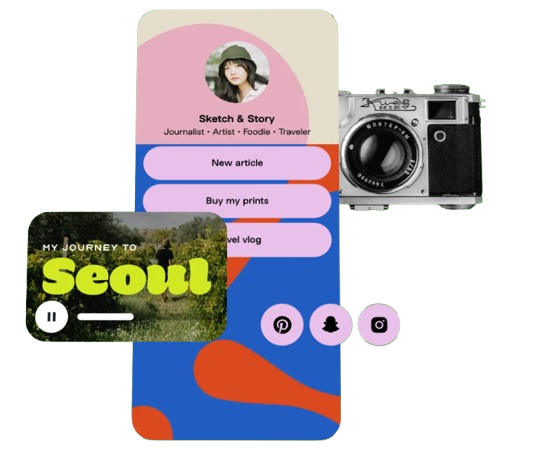 Sketch & Story
Journalist • Artist • Foodie • Traveler
New article
Buy my prints
vel vlog
MY JOURNEY TO
Seoul